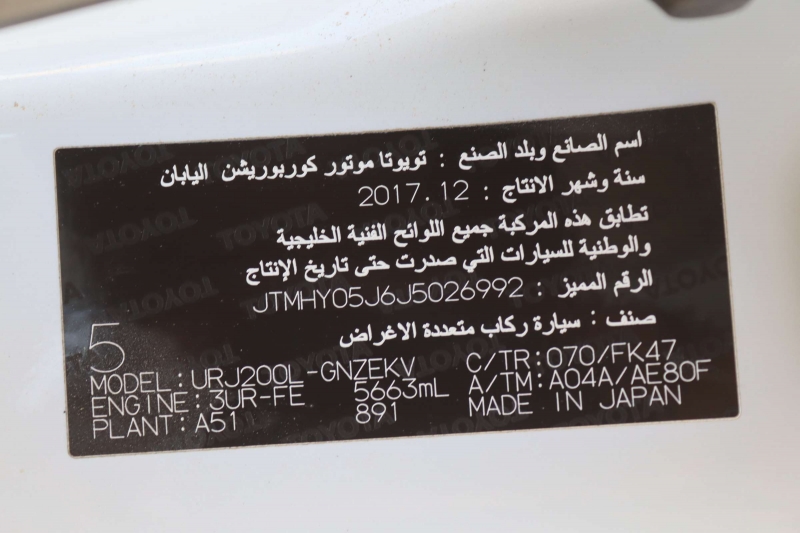 اسم الصانع وبلد الصنع : تويوتا موتور كوربوريشن اليابان
سنة وشهر الانتاج : 2017.12
تطابق هذه المركبة جميع اللوائح الفنية الخليجية
والوطنية للسيارات التي صدرت حتى تاريخ الإنتاج
الرقم المميز : JTMHY05J6J5026992
صنف : سيارة ركاب متعددة الاغراض
5
MODEL:URJ200L-GNZEKV C/TR:070/FK47
ENGINE:3UR-FE 5663mL A/TM:A04A/AE80F
PLANT:A51 891 MADE IN JAPAN